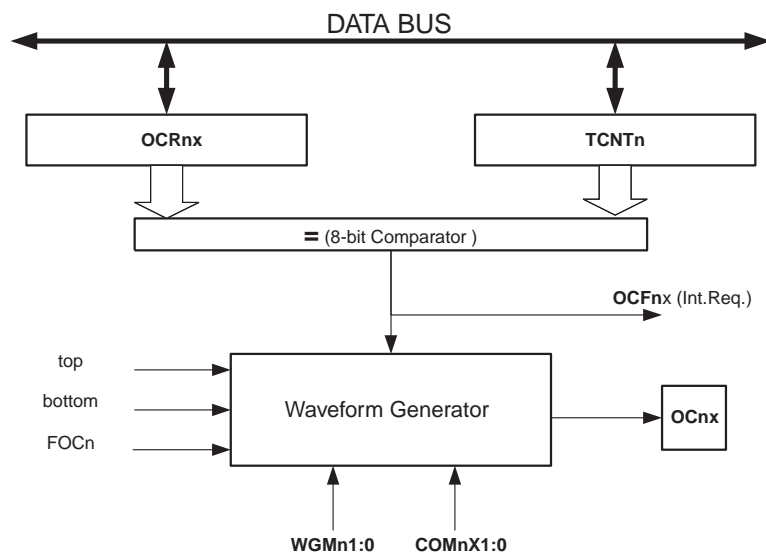 DATA BUS
OCRnx
TCNTn
= (8-bit Comparator )
OCFnx (Int.Req.)
top
bottom
FOCn
Waveform Generator
OCnx
WGMn1:0
COMnX1:0